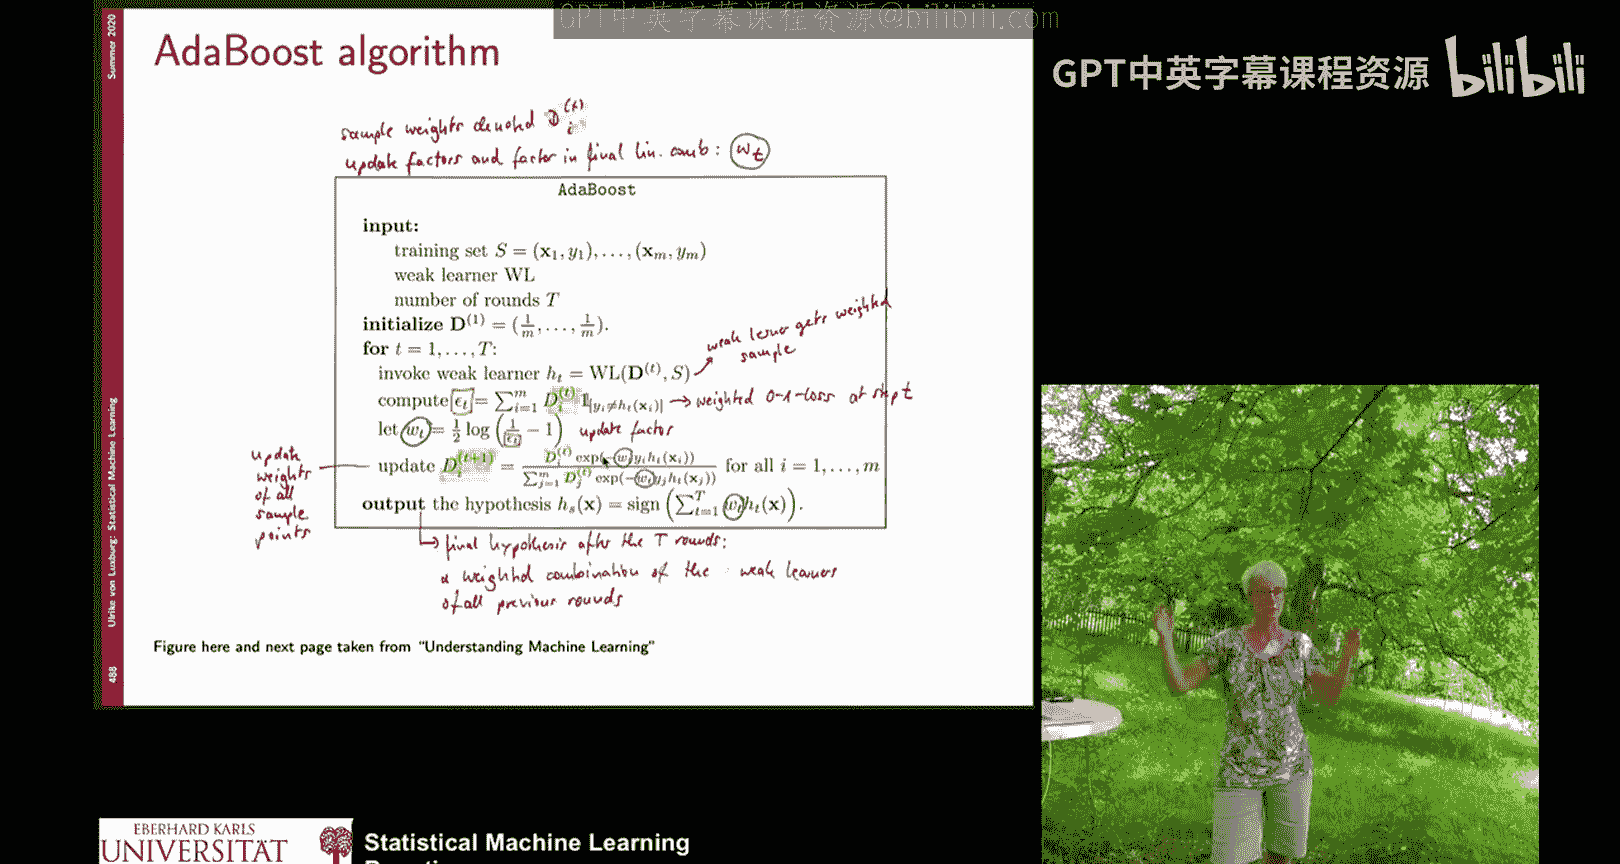 GPT中英字幕课程资源@bilibili.com
GPT中英字幕课程资源 bilibili
Summer 2020
AdaBoost algorithm
sample weights denoted D_i^{(t)}
update factors and factor in final lin. comb: w_t
AdaBoost
input:
training set S = (x_1, y_1), . . . , (x_m, y_m)
weak learner WL
number of rounds T
initialize D^{(1)} = (1/m, . . . , 1/m).
for t = 1, . . . , T:
weak lerner gets weighted
sample
invoke weak learner h_t = WL(D^{(t)}, S)
compute ε_t = ∑_{i=1}^m D_i^{(t)} 𝟙_{[y_i≠h_t(x_i)]} → weighted 0-1-loss at step t
let w_t = 1/2 log (1/ε_t − 1) update factor
update D_i^{(t+1)} = D_i^{(t)} exp(−w_t y_i h_t(x_i)) / ∑_{j=1}^m D_j^{(t)} exp(−w_t y_j h_t(x_j)) for all i = 1, . . . , m
update
weights
of all
sample
points
output the hypothesis h_s(x) = sign (∑_{t=1}^T w_t h_t(x)).
final hypothesis after the T rounds:
a weighted combination of the weak learners
of all previous rounds
Figure here and next page taken from "Understanding Machine Learning"
Ulrike von Luxburg: Statistical Machine Learning
488
EBERHARD KARLS
UNIVERSITÄT
Statistical Machine Learning